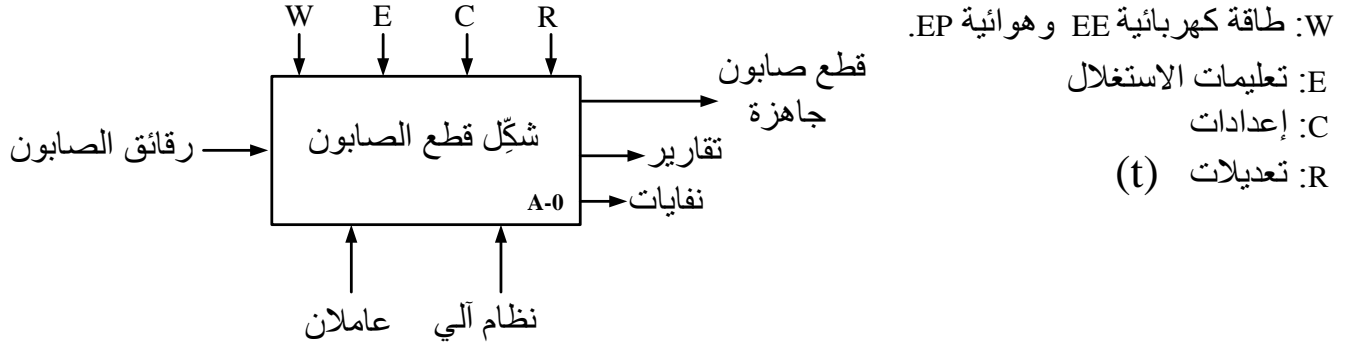 W E C R
W: طاقة كهربائية EE وهوائية EP.
E: تعليمات الاستغلال
C: إعدادات
R: تعديلات (t)
قطع صابون
جاهزة
شكِّل قطع الصابون
رقائق الصابون
تقارير
نفايات
A-0
نظام آلي
عاملان